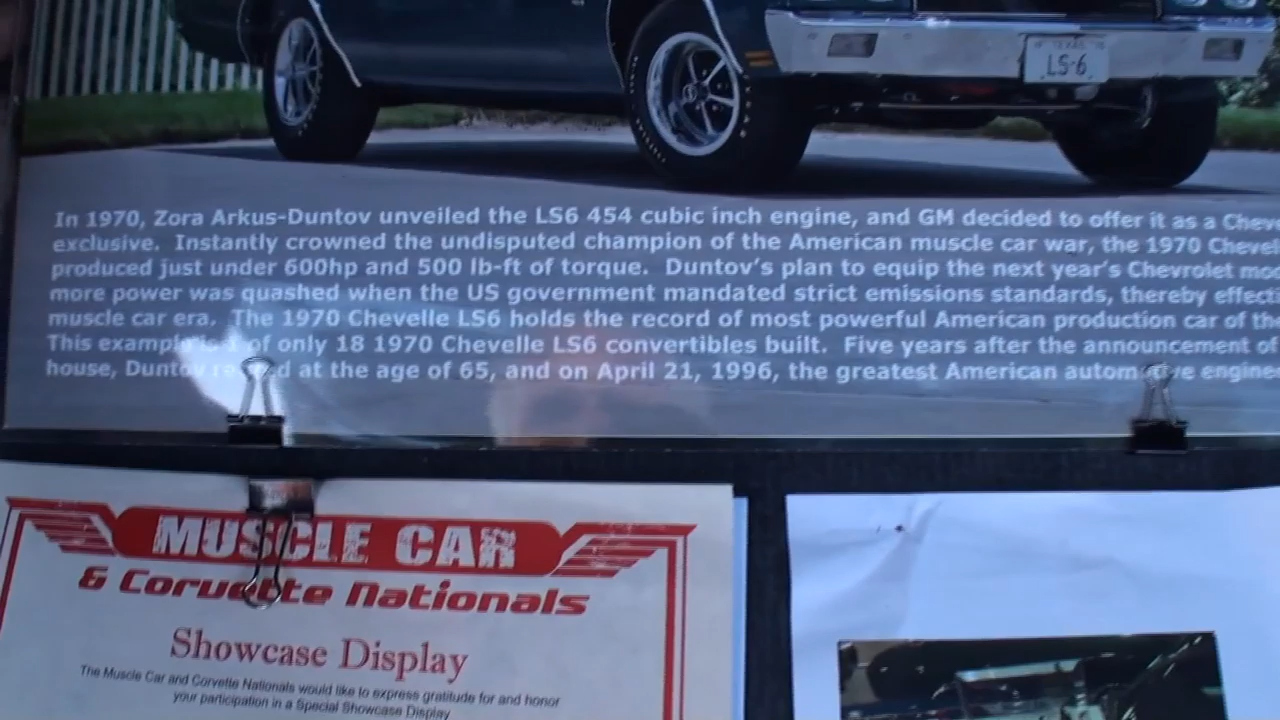 TEXAS
LS-6
In 1970, Zora Arkus-Duntov unveiled the LS6 454 cubic inch engine, and GM decided to offer it as a
exclusive. Instantly crowned the undisputed champion of the American muscle car war, the 1970
produced just under 600hp and 500 lb-ft of torque. Duntov's plan to equip the next year's Chevrolet
more power was quashed when the US government mandated strict emissions standards, thereby
muscle car era. The 1970 Chevelle LS6 holds the record of most powerful American production car of
This of only 18 1970 Chevelle LS6 convertibles built. Five years after the announcement of
house, Duntov at the age of 65, and on April 21, 1996, the greatest American
MUSCLE CAR
& Corvette Nationals
Showcase Display
The Muscle Car and Corvette Nationals would like to express gratitude for and honor
your participation in a Special Showcase Display